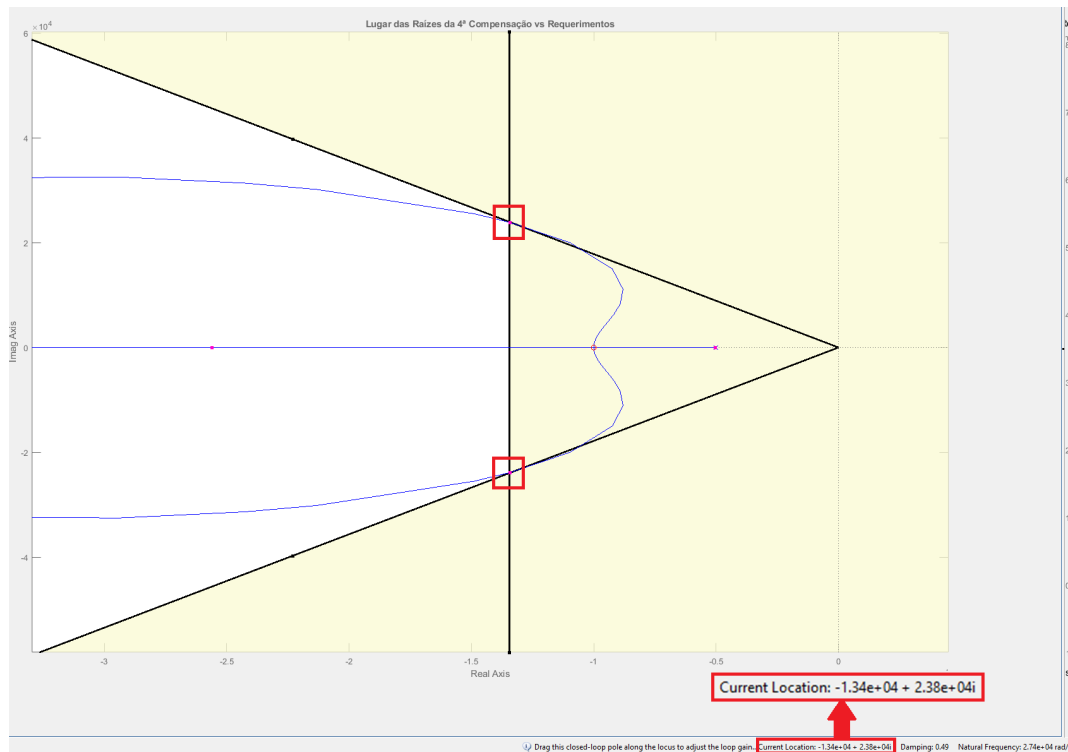 Lugar das Raízes da 4ª Compensação vs Requerimentos
×10⁴
6
4
2
0
-2
-4
Imag Axis
-3
-2.5
-2
-1.5
-1
-0.5
0
Real Axis
Current Location: -1.34e+04 + 2.38e+04i
Drag this closed-loop pole along the locus to adjust the loop gain. Current Location: -1.34e+04 + 2.38e+04i Damping: 0.49 Natural Frequency: 2.74e+04 rad/